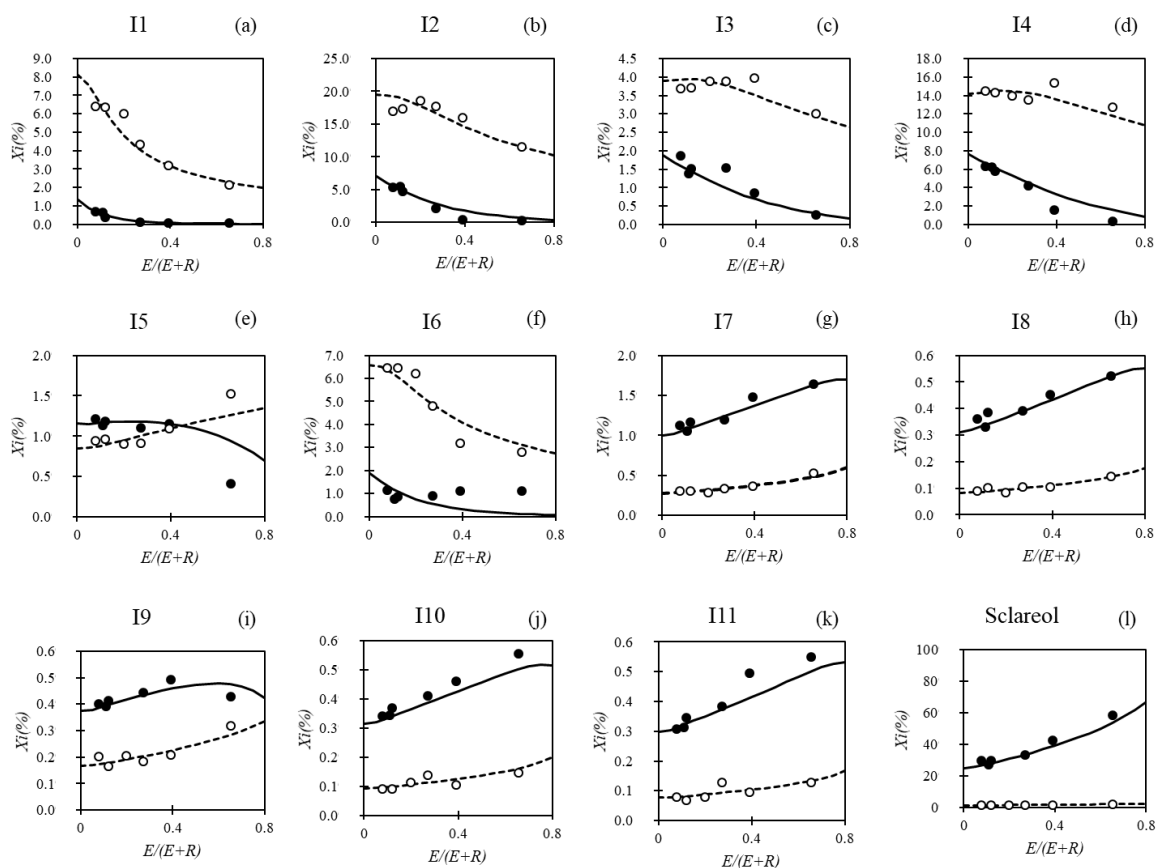 I1 (a)
Xi(%)
9.0
8.0
7.0
6.0
5.0
4.0
3.0
2.0
1.0
0.0
0 0.4 0.8
E/(E+R)
I2 (b)
Xi(%)
25.0
20.0
15.0
10.0
5.0
0.0
0 0.4 0.8
E/(E+R)
I3 (c)
Xi(%)
4.5
4.0
3.5
3.0
2.5
2.0
1.5
1.0
0.5
0.0
0 0.4 0.8
E/(E+R)
I4 (d)
Xi(%)
18.0
16.0
14.0
12.0
10.0
8.0
6.0
4.0
2.0
0.0
0 0.4 0.8
E/(E+R)
I5 (e)
Xi(%)
2.0
1.5
1.0
0.5
0.0
0 0.4 0.8
E/(E+R)
I6 (f)
Xi(%)
7.0
6.0
5.0
4.0
3.0
2.0
1.0
0.0
0 0.4 0.8
E/(E+R)
I7 (g)
Xi(%)
2.0
1.5
1.0
0.5
0.0
0 0.4 0.8
E/(E+R)
I8 (h)
Xi(%)
0.6
0.5
0.4
0.3
0.2
0.1
0.0
0 0.4 0.8
E/(E+R)
I9 (i)
Xi(%)
0.6
0.5
0.4
0.3
0.2
0.1
0.0
0 0.4 0.8
E/(E+R)
I10 (j)
Xi(%)
0.6
0.5
0.4
0.3
0.2
0.1
0.0
0 0.4 0.8
E/(E+R)
I11 (k)
Xi(%)
0.6
0.5
0.4
0.3
0.2
0.1
0.0
0 0.4 0.8
E/(E+R)
Sclareol (l)
Xi(%)
100
80
60
40
20
0
0 0.4 0.8
E/(E+R)